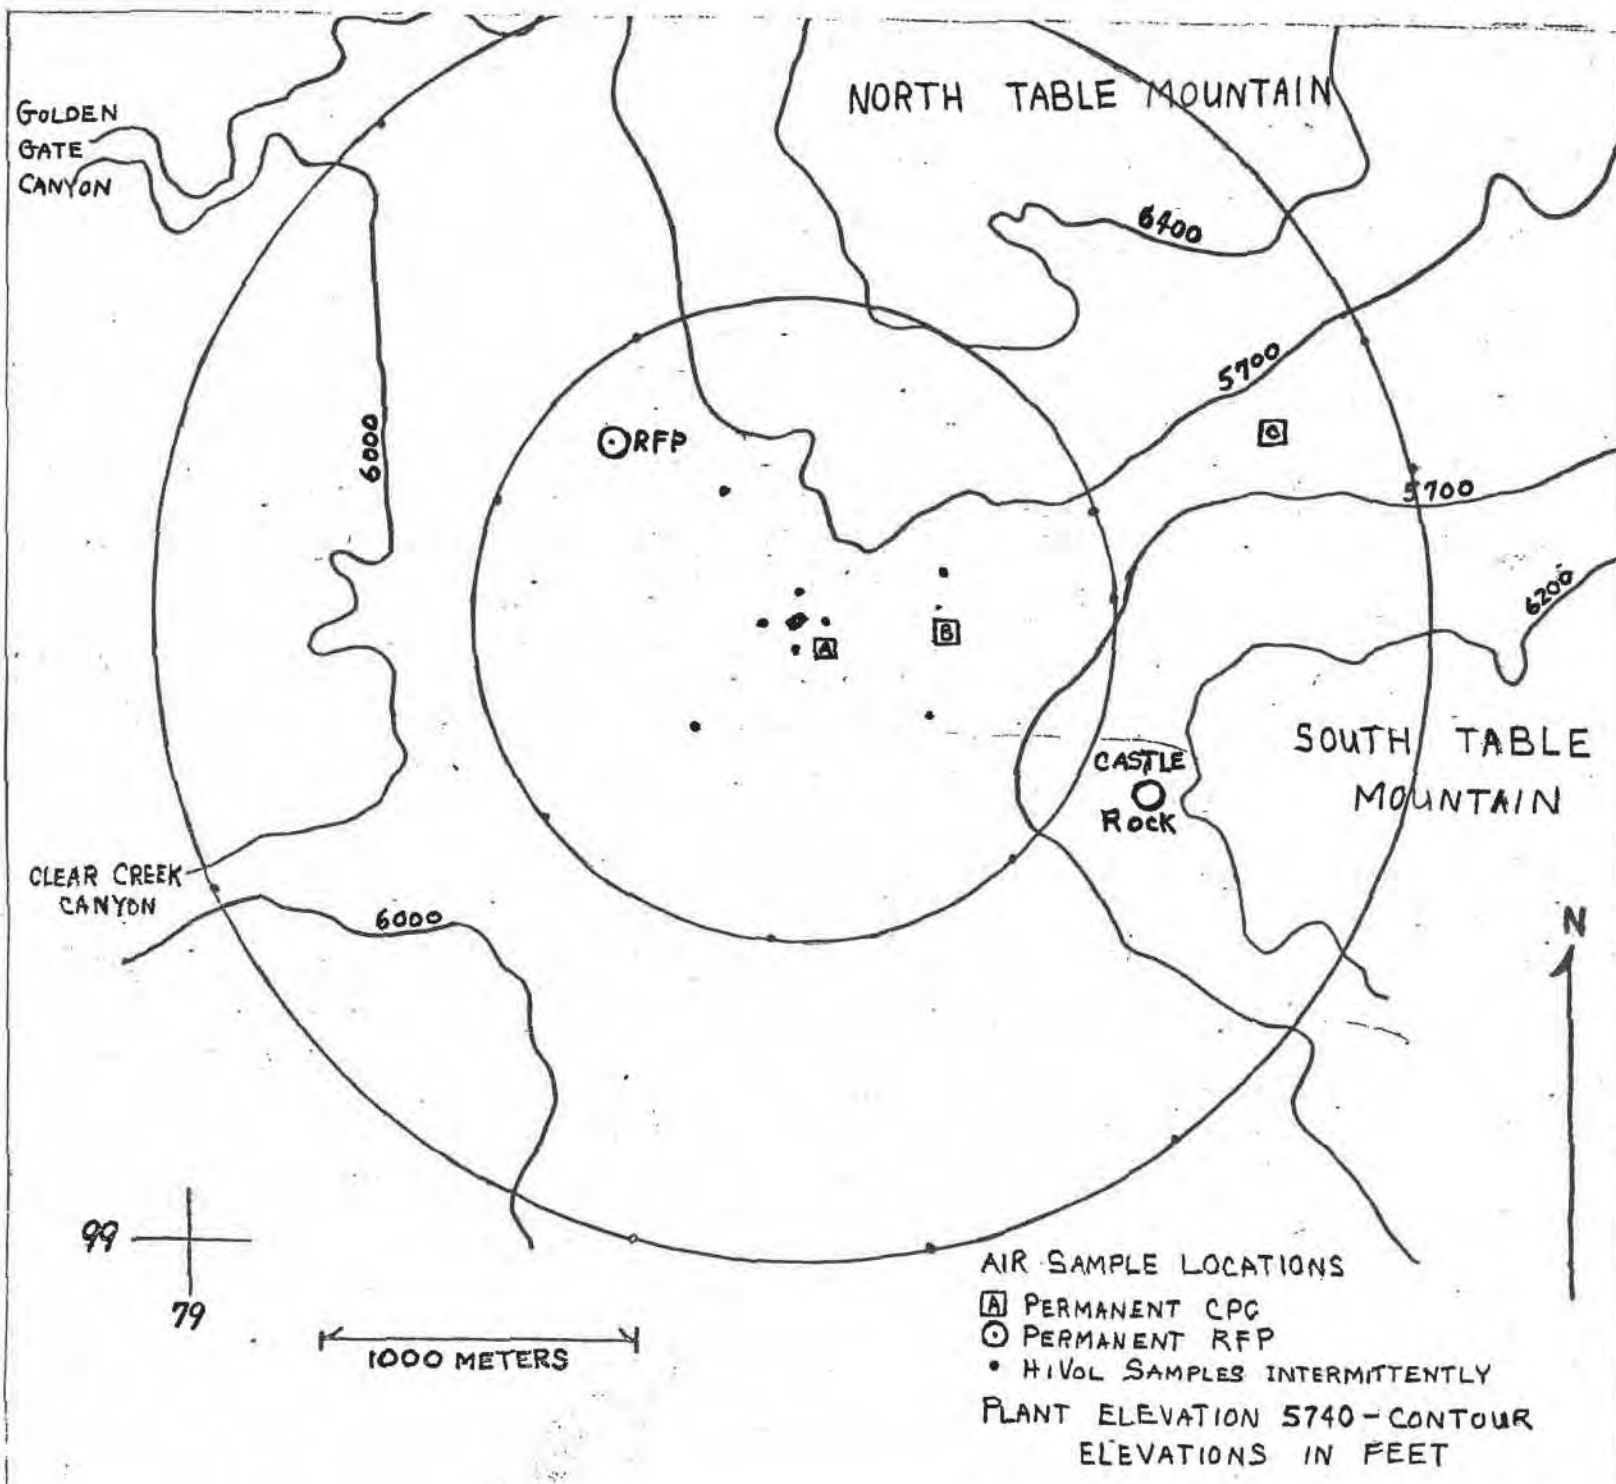 NORTH TABLE MOUNTAIN
GOLDEN
GATE
CANYON
6400
5700
6000
RFP
C
5700
6200
A
B
SOUTH TABLE
MOUNTAIN
CASTLE
ROCK
CLEAR CREEK
CANYON
6000
N
99
79
1000 METERS
AIR SAMPLE LOCATIONS
A PERMANENT CPC
PERMANENT RFP
• HIVOL SAMPLES INTERMITTENTLY
PLANT ELEVATION 5740 - CONTOUR
ELEVATIONS IN FEET